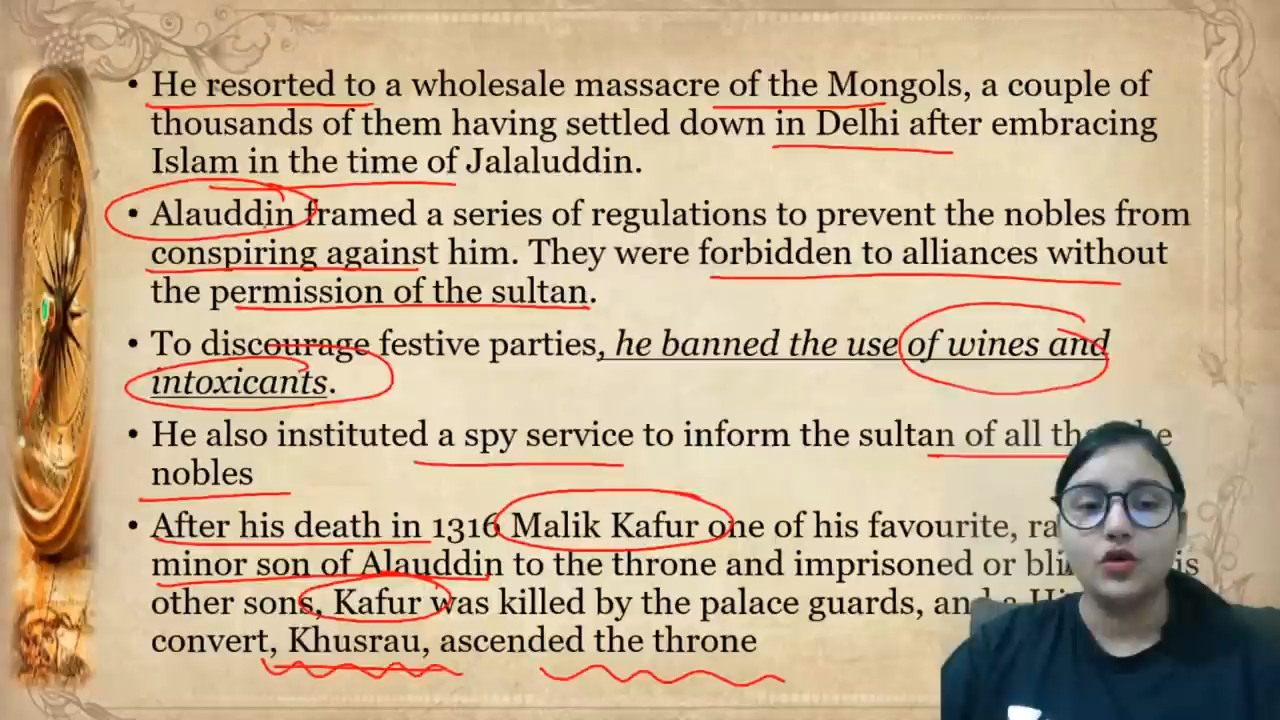 • He resorted to a wholesale massacre of the Mongols, a couple of
thousands of them having settled down in Delhi after embracing
Islam in the time of Jalaluddin.
• Alauddin framed a series of regulations to prevent the nobles from
conspiring against him. They were forbidden to alliances without
the permission of the sultan.
• To discourage festive parties, he banned the use of wines and
intoxicants.
• He also instituted a spy service to inform the sultan of all
nobles
• After his death in 1316 Malik Kafur one of his favourite,
minor son of Alauddin to the throne and imprisoned or
other sons, Kafur was killed by the palace guards, and a
convert, Khusrau, ascended the throne